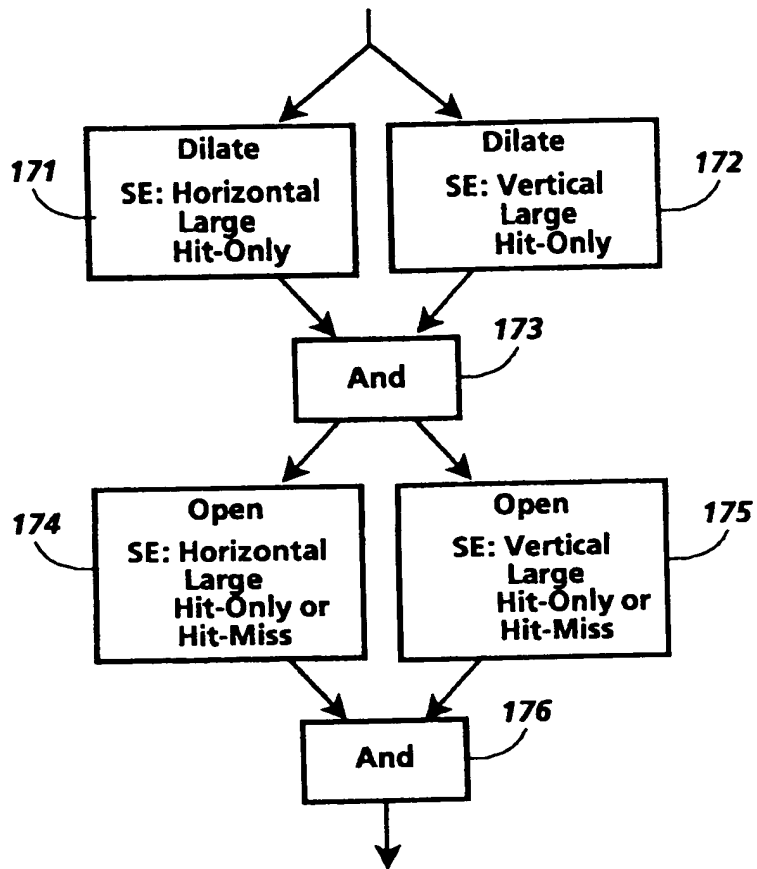 171
Dilate
SE: Horizontal
Large
Hit-Only
Dilate
SE: Vertical
Large
Hit-Only
172
And
173
174
Open
SE: Horizontal
Large
Hit-Only or
Hit-Miss
Open
SE: Vertical
Large
Hit-Only or
Hit-Miss
175
And
176